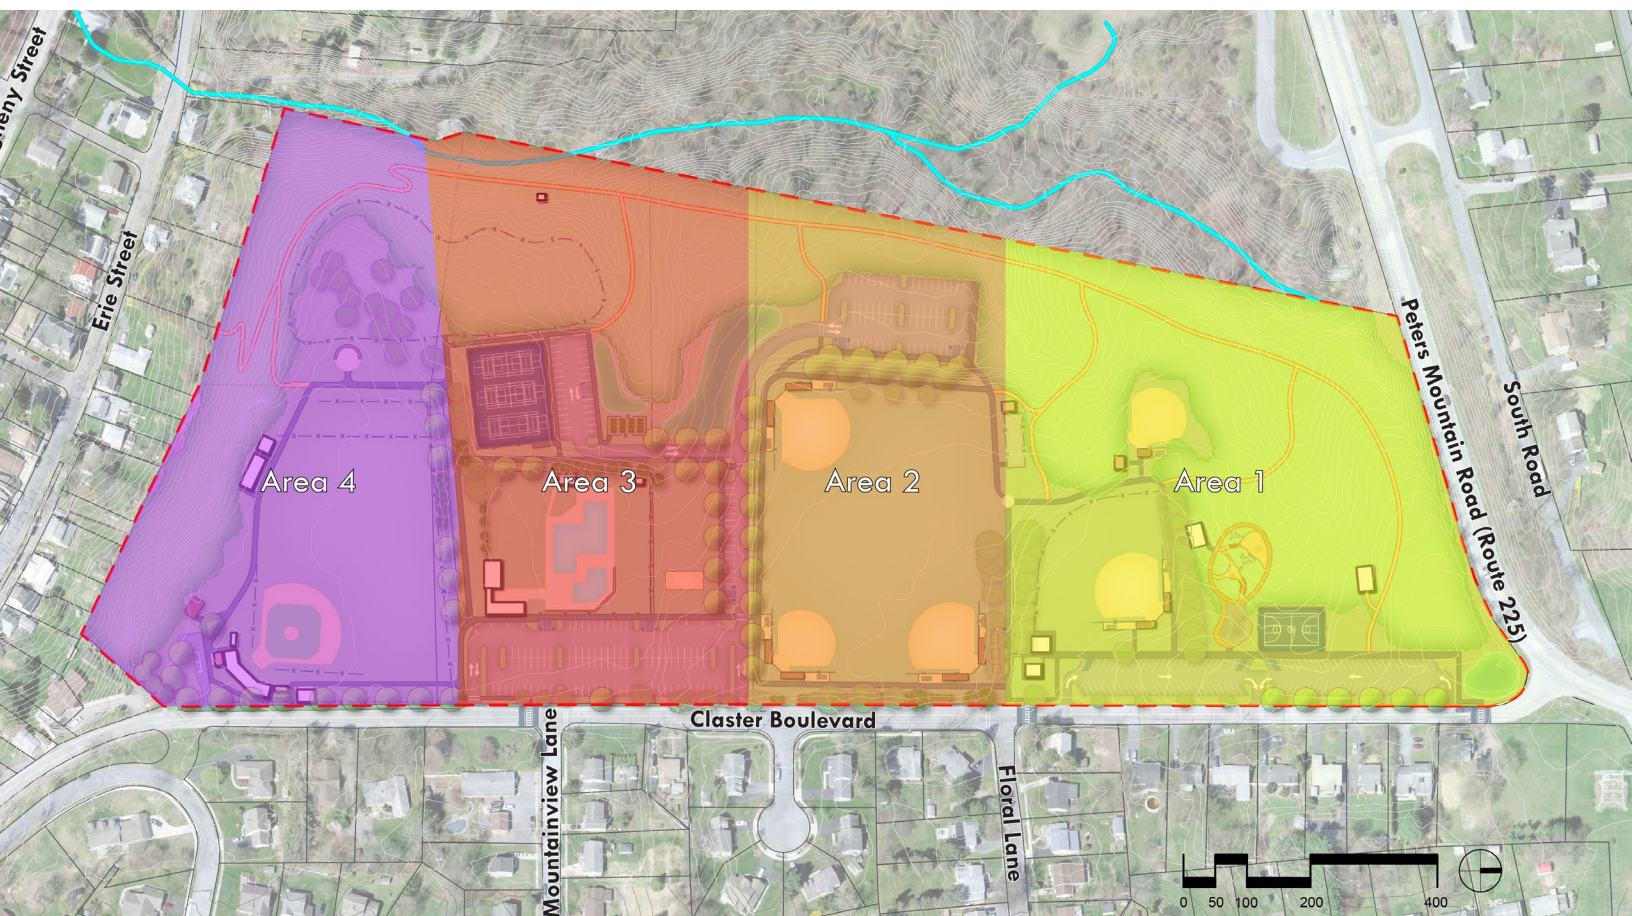 Erie Street
Area 4
Area 3
Area 2
Area 1
Peters Mountain Road (Route 225)
South Road
Claster Boulevard
Mountainview Lane
Floral Lane
0 50 100 200 400